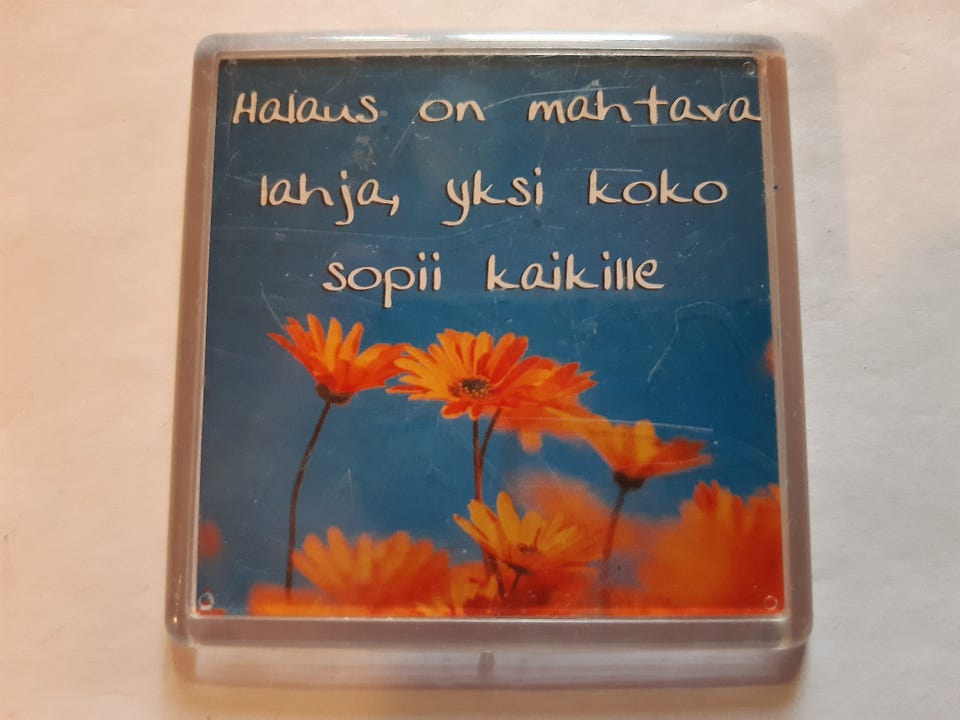 Halaus on mahtava
lahja, yksi koko
sopii kaikille